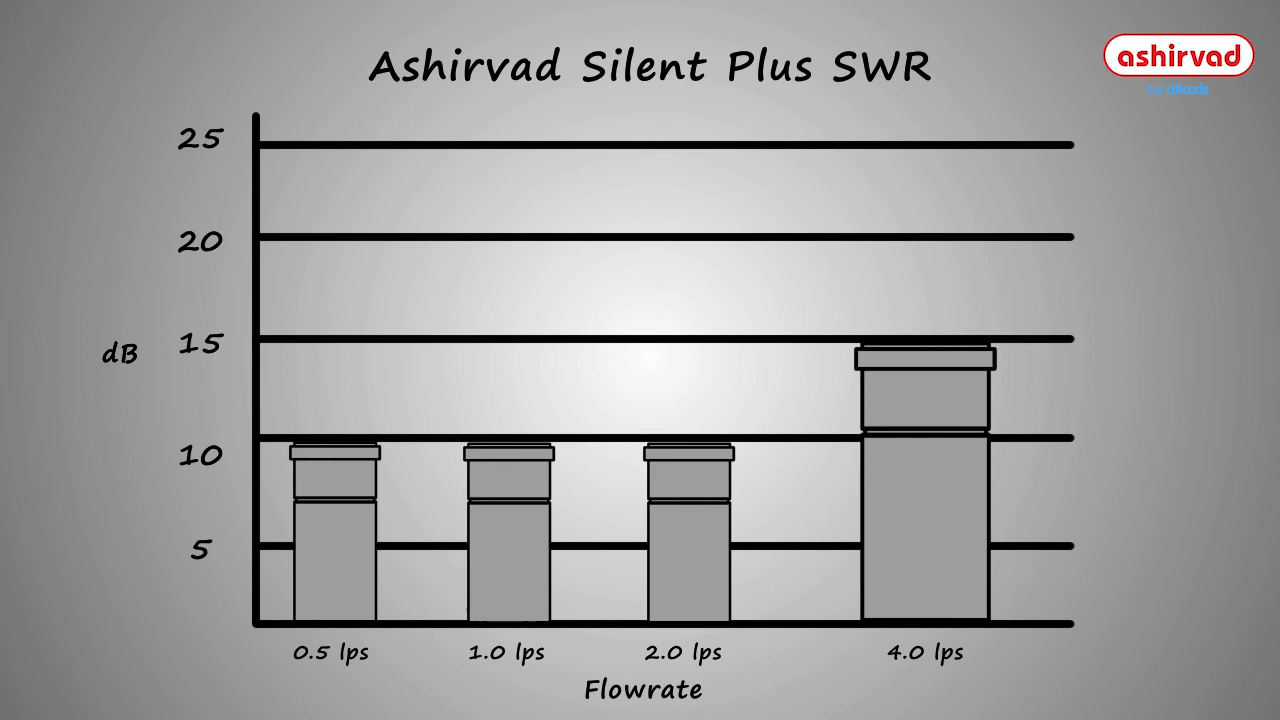 Ashirvad Silent Plus SWR
ashirvad
by aliaxis
25
20
15
dB
10
5
0.5 lps 1.0 lps 2.0 lps 4.0 lps
Flowrate